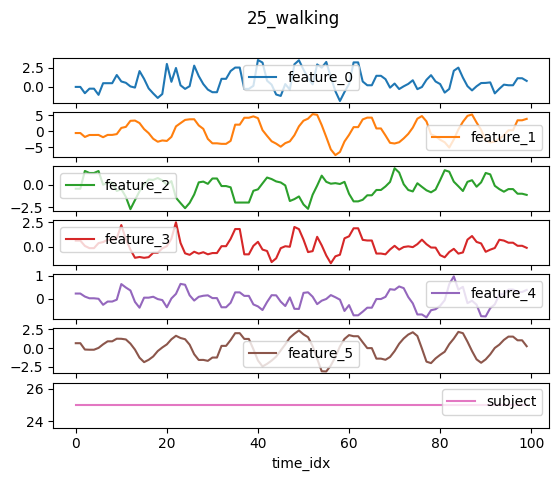 25_walking
2.5
0.0
feature_0
5
0
−5
feature_1
0.0
−2.5
feature_2
2.5
0.0
feature_3
1
0
feature_4
2.5
0.0
−2.5
feature_5
26
24
subject
0 20 40 60 80 100
time_idx